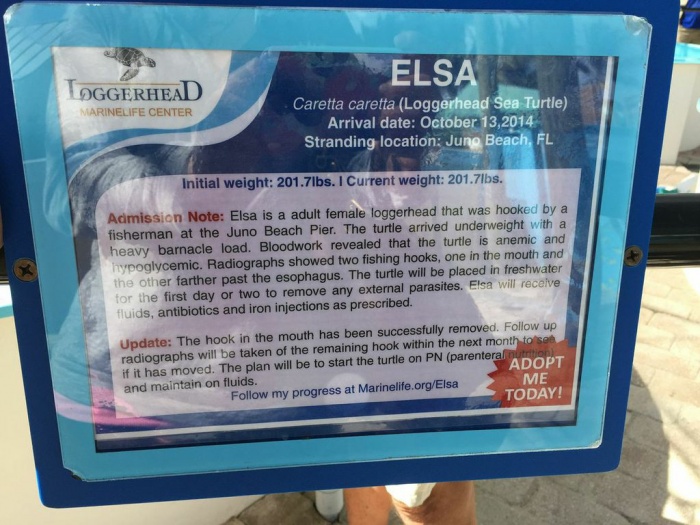 LOGGERHEAD
MARINELIFE CENTER
ELSA
Caretta caretta (Loggerhead Sea Turtle)
Arrival date: October 13,2014
Stranding location: Juno Beach, FL
Initial weight: 201.7lbs. I Current weight: 201.7lbs.
Admission Note: Elsa is a adult female loggerhead that was hooked by a
fisherman at the Juno Beach Pier. The turtle arrived underweight with a
heavy barnacle load. Bloodwork revealed that the turtle is anemic and
hypoglycemic. Radiographs showed two fishing hooks, one in the mouth and
the other farther past the esophagus. The turtle will be placed in freshwater
for the first day or two to remove any external parasites. Elsa will receive
fluids, antibiotics and iron injections as prescribed.
Update: The hook in the mouth has been successfully removed. Follow up
radiographs will be taken of the remaining hook within the next month to see
if it has moved. The plan will be to start the turtle on PN (parenteral nutrition)
and maintain on fluids.
Follow my progress at Marinelife.org/Elsa
ADOPT
ME
TODAY!